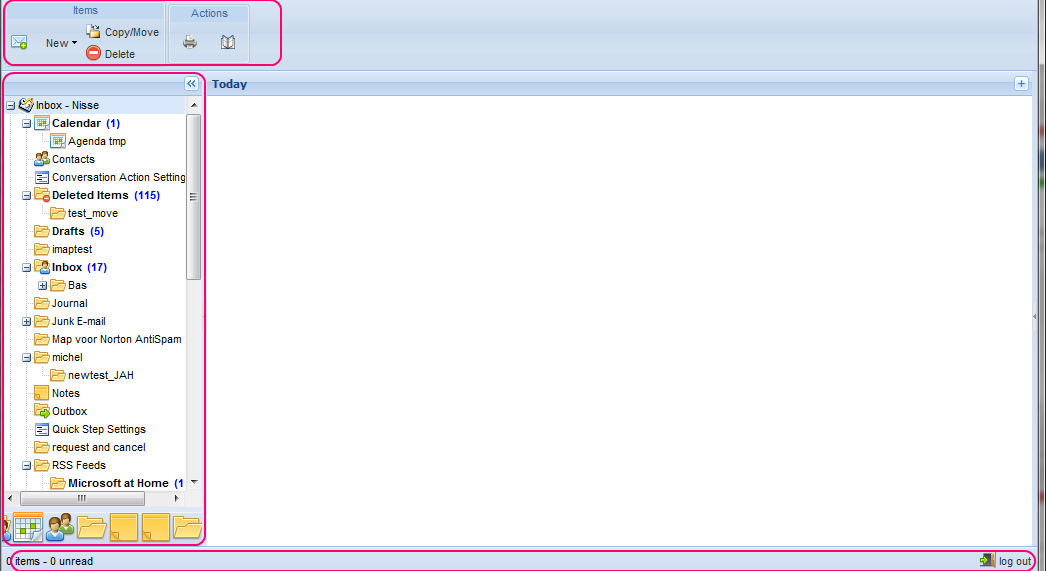 Items
Actions
New
Copy/Move
Delete
Today
Inbox - Nisse
Calendar (1)
Agenda tmp
Contacts
Conversation Action Setting
Deleted Items (115)
test_move
Drafts (5)
imaptest
Inbox (17)
Bas
Journal
Junk E-mail
Map voor Norton AntiSpam
michel
newtest_JAH
Notes
Outbox
Quick Step Settings
request and cancel
RSS Feeds
Microsoft at Home (1
0 items - 0 unread
log out